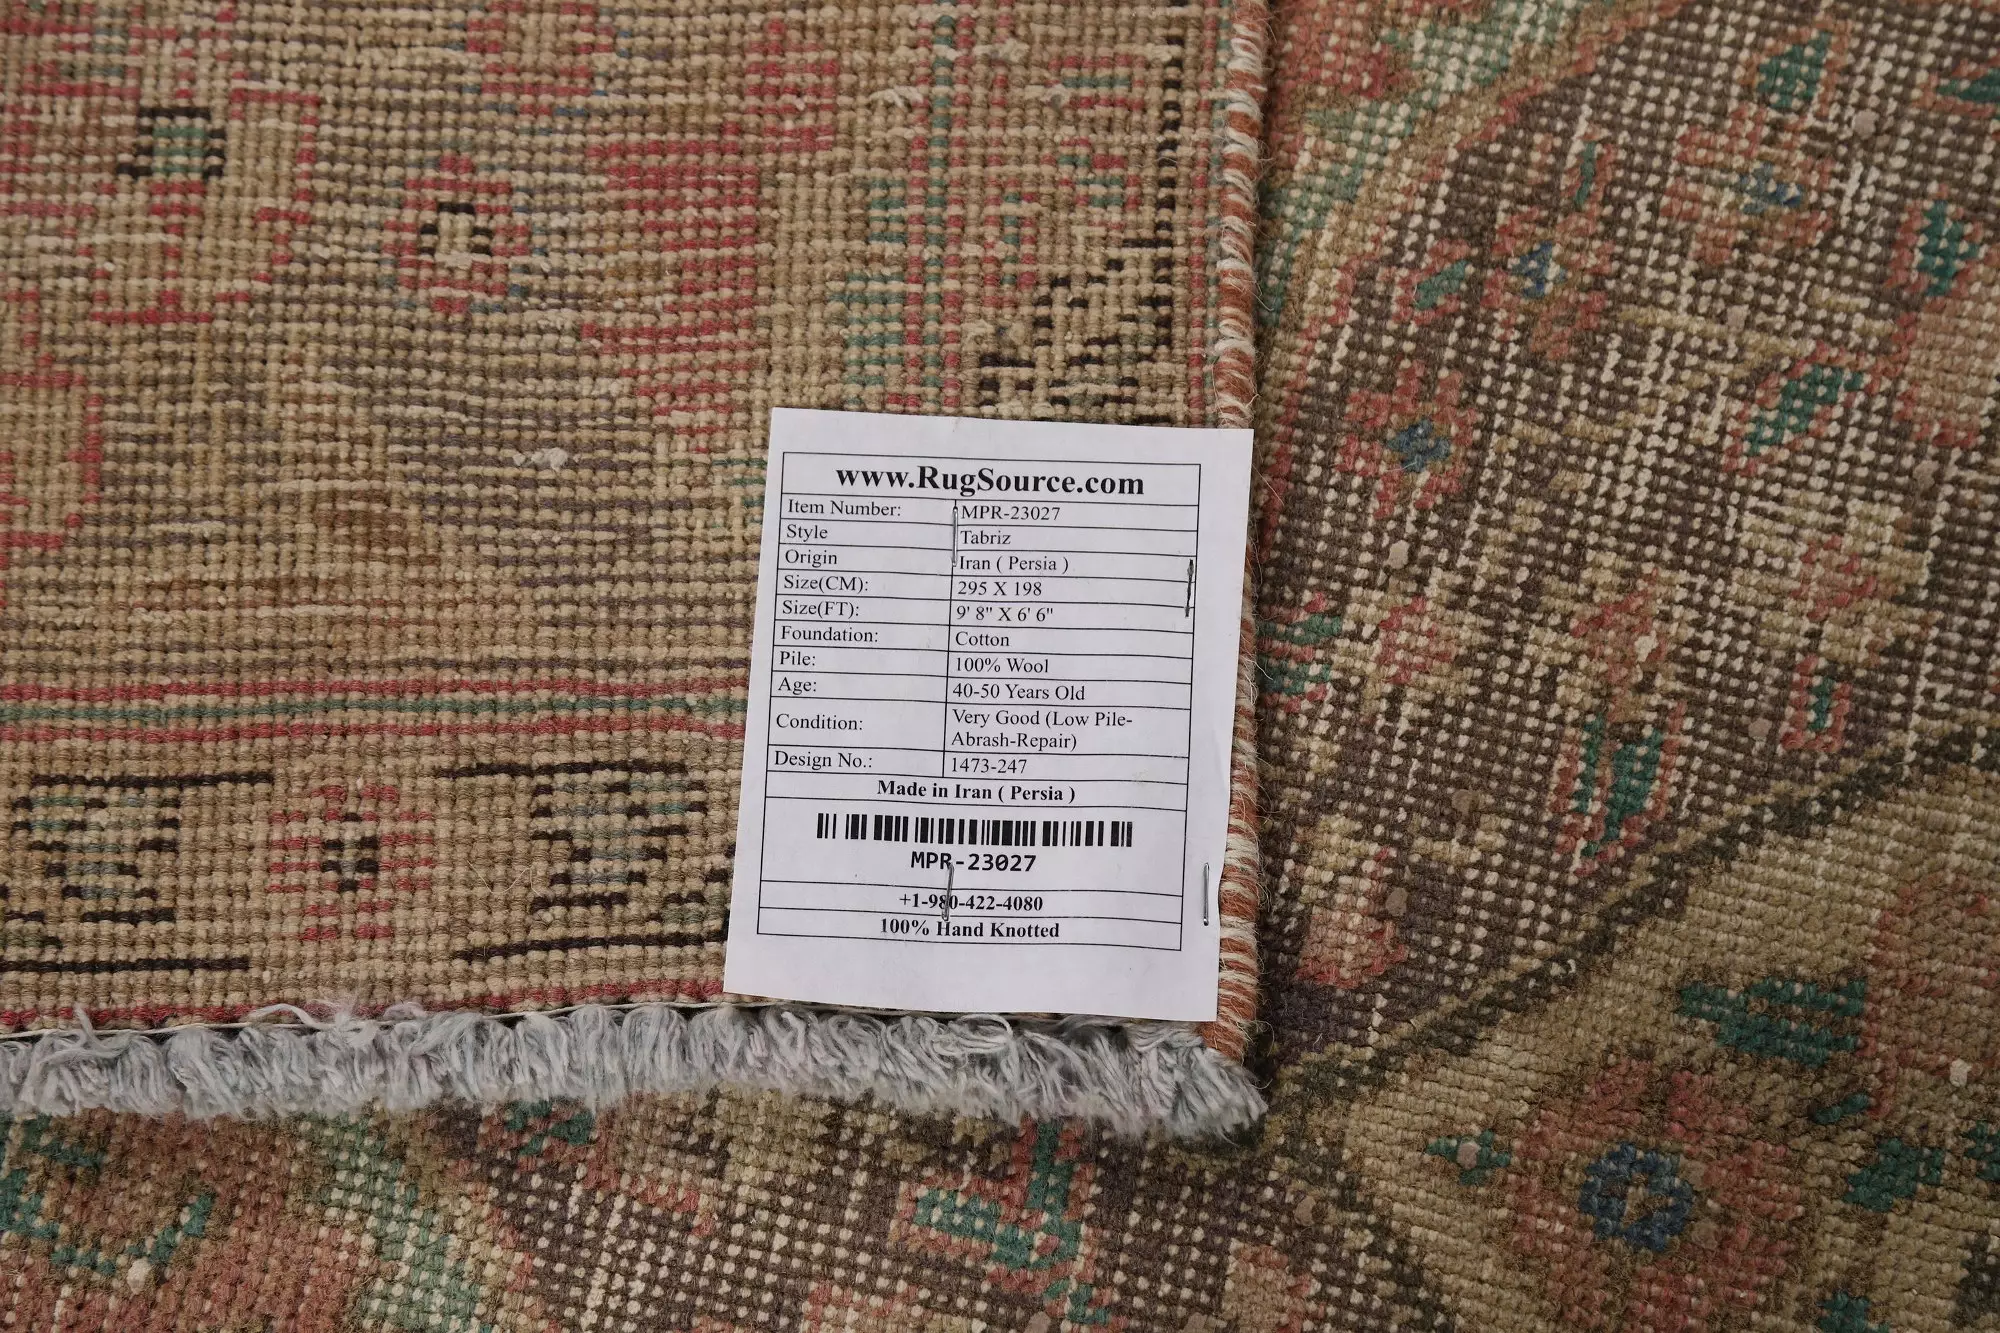 www.RugSource.com
Item Number: MPR-23027
Style Tabriz
Origin Iran ( Persia )
Size(CM): 295 X 198
Size(FT): 9' 8" X 6' 6"
Foundation: Cotton
Pile: 100% Wool
Age: 40-50 Years Old
Condition: Very Good (Low Pile-
Abrash-Repair)
Design No.: 1473-247
Made in Iran ( Persia )
MPR-23027
+1-980-422-4080
100% Hand Knotted